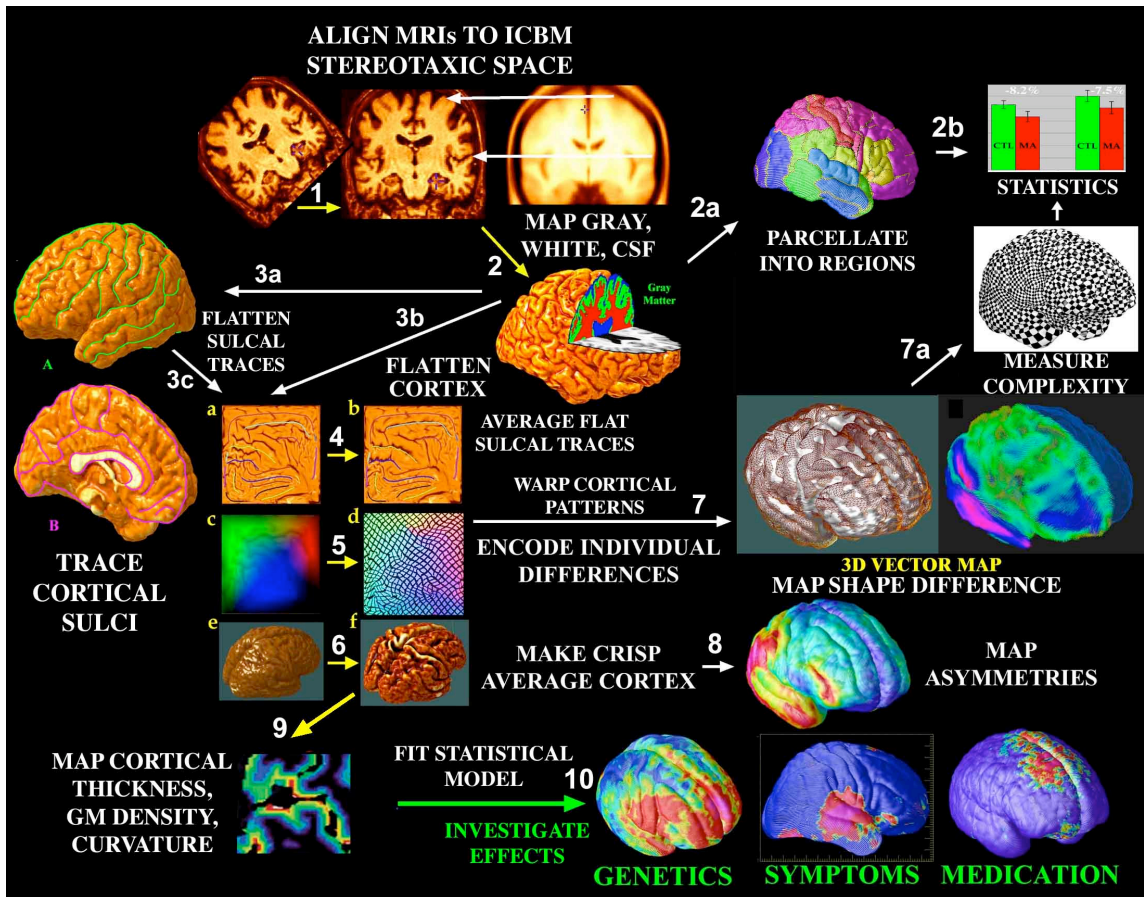 ALIGN MRIs TO ICBM
STEREOTAXIC SPACE
1
MAP GRAY,
WHITE, CSF
2
Gray
Matter
2a
PARCELLATE
INTO REGIONS
2b
-8.2%
-7.5%
CTL
MA
CTL
MA
STATISTICS
3a
3b
FLATTEN
SULCAL
TRACES
3c
A
B
TRACE
CORTICAL
SULCI
FLATTEN
CORTEX
a
b
4
AVERAGE FLAT
SULCAL TRACES
c
d
5
WARP CORTICAL
PATTERNS
7
ENCODE INDIVIDUAL
DIFFERENCES
7a
MEASURE
COMPLEXITY
3D VECTOR MAP
MAP SHAPE DIFFERENCE
e
f
6
MAKE CRISP
AVERAGE CORTEX
8
MAP
ASYMMETRIES
9
MAP CORTICAL
THICKNESS,
GM DENSITY,
CURVATURE
FIT STATISTICAL
MODEL
10
INVESTIGATE
EFFECTS
GENETICS
SYMPTOMS
MEDICATION